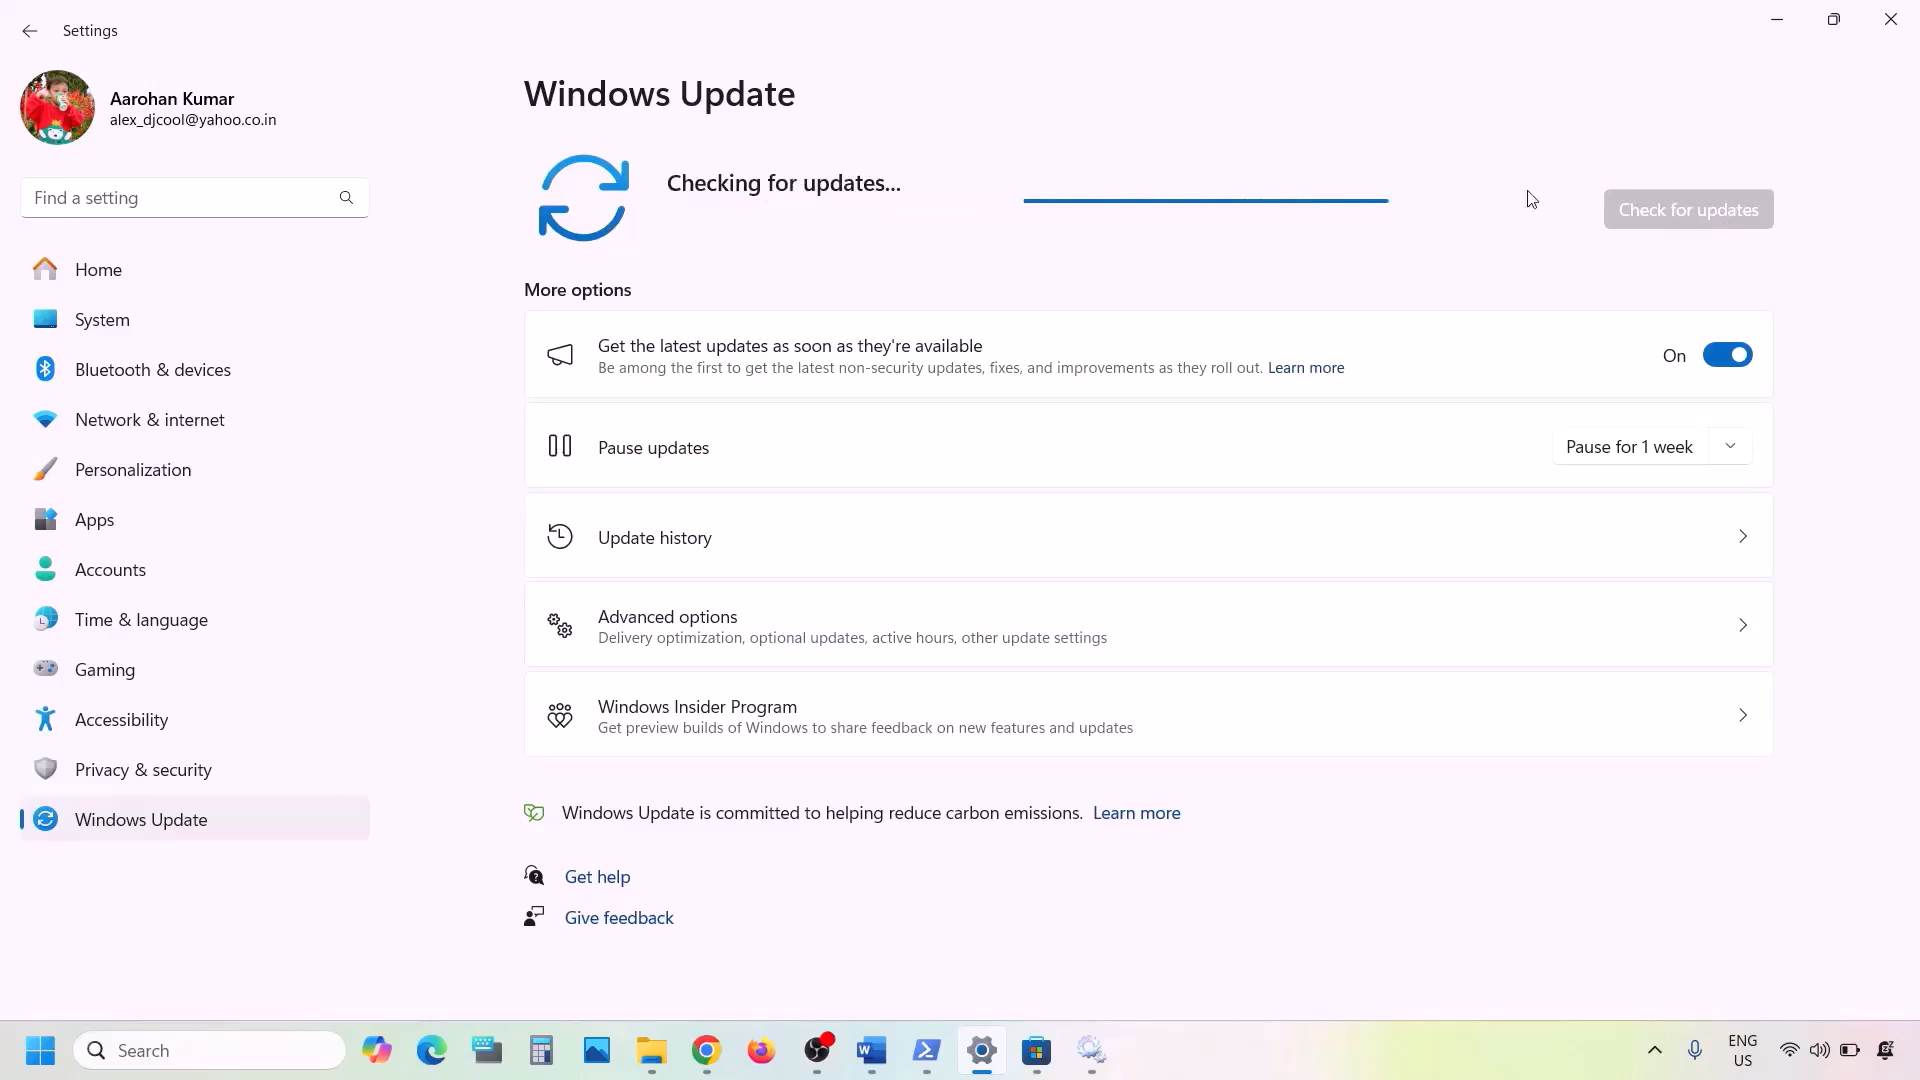 Settings
Aarohan Kumar
alex_djcool@yahoo.co.in
Find a setting
Home
System
Bluetooth & devices
Network & internet
Personalization
Apps
Accounts
Time & language
Gaming
Accessibility
Privacy & security
Windows Update
Windows Update
Checking for updates...
Check for updates
More options
Get the latest updates as soon as they're available
Be among the first to get the latest non-security updates, fixes, and improvements as they roll out. Learn more
On
Pause updates
Pause for 1 week
Update history
Advanced options
Delivery optimization, optional updates, active hours, other update settings
Windows Insider Program
Get preview builds of Windows to share feedback on new features and updates
Windows Update is committed to helping reduce carbon emissions. Learn more
Get help
Give feedback
Search
ENG
US